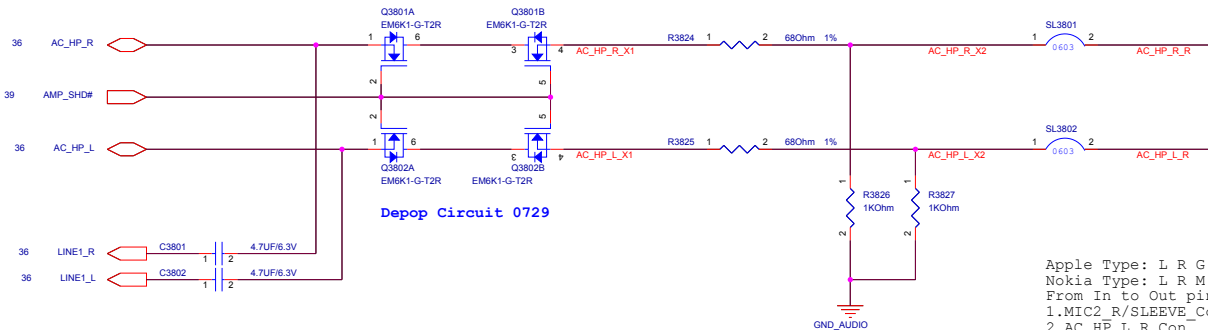 Q3801A
EM6K1-G-T2R
Q3801B
EM6K1-G-T2R
36 AC_HP_R
1 6
3 4
AC_HP_R_X1
R3824 1 2 68Ohm 1%
AC_HP_R_X2
SL3801
1 0603 2
AC_HP_R_R
2
5
39 AMP_SHD#
2
5
36 AC_HP_L
1 6
3 4
AC_HP_L_X1
R3825 1 2 68Ohm 1%
AC_HP_L_X2
SL3802
1 0603 2
AC_HP_L_R
Q3802A
EM6K1-G-T2R
Q3802B
EM6K1-G-T2R
Depop Circuit 0729
1
R3826
1KOhm
2
1
R3827
1KOhm
2
36 LINE1_R
C3801 1 2 4.7UF/6.3V
36 LINE1_L
C3802 1 2 4.7UF/6.3V
GND_AUDIO
Apple Type: L R G
Nokia Type: L R M
From In to Out pin
1.MIC2_R/SLEEVE_Co
2.AC_HP_L_R_Con